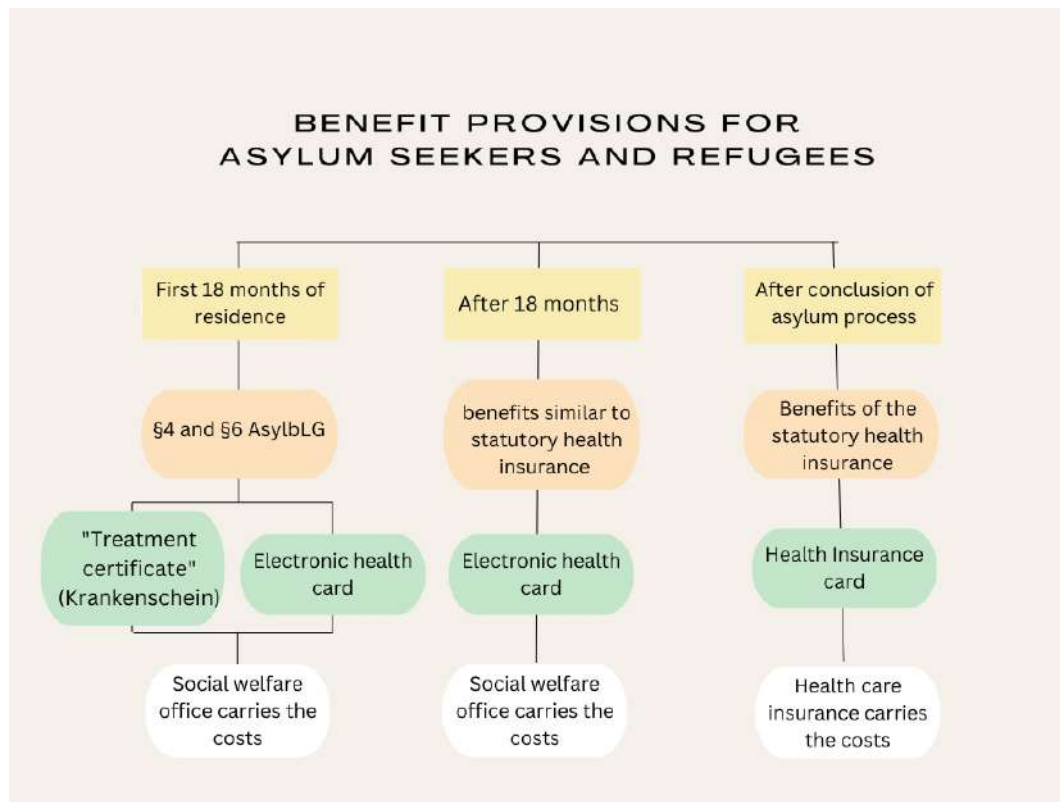 BENEFIT PROVISIONS FOR
ASYLUM SEEKERS AND REFUGEES
First 18 months of
residence
After 18 months
After conclusion of
asylum process
§4 and §6 AsylbLG
benefits similar to
statutory health
insurance
Benefits of the
statutory health
insurance
"Treatment
certificate"
(Krankenschein)
Electronic health
card
Electronic health
card
Health Insurance
card
Social welfare
office carries the
costs
Social welfare
office carries the
costs
Health care
insurance carries
the costs